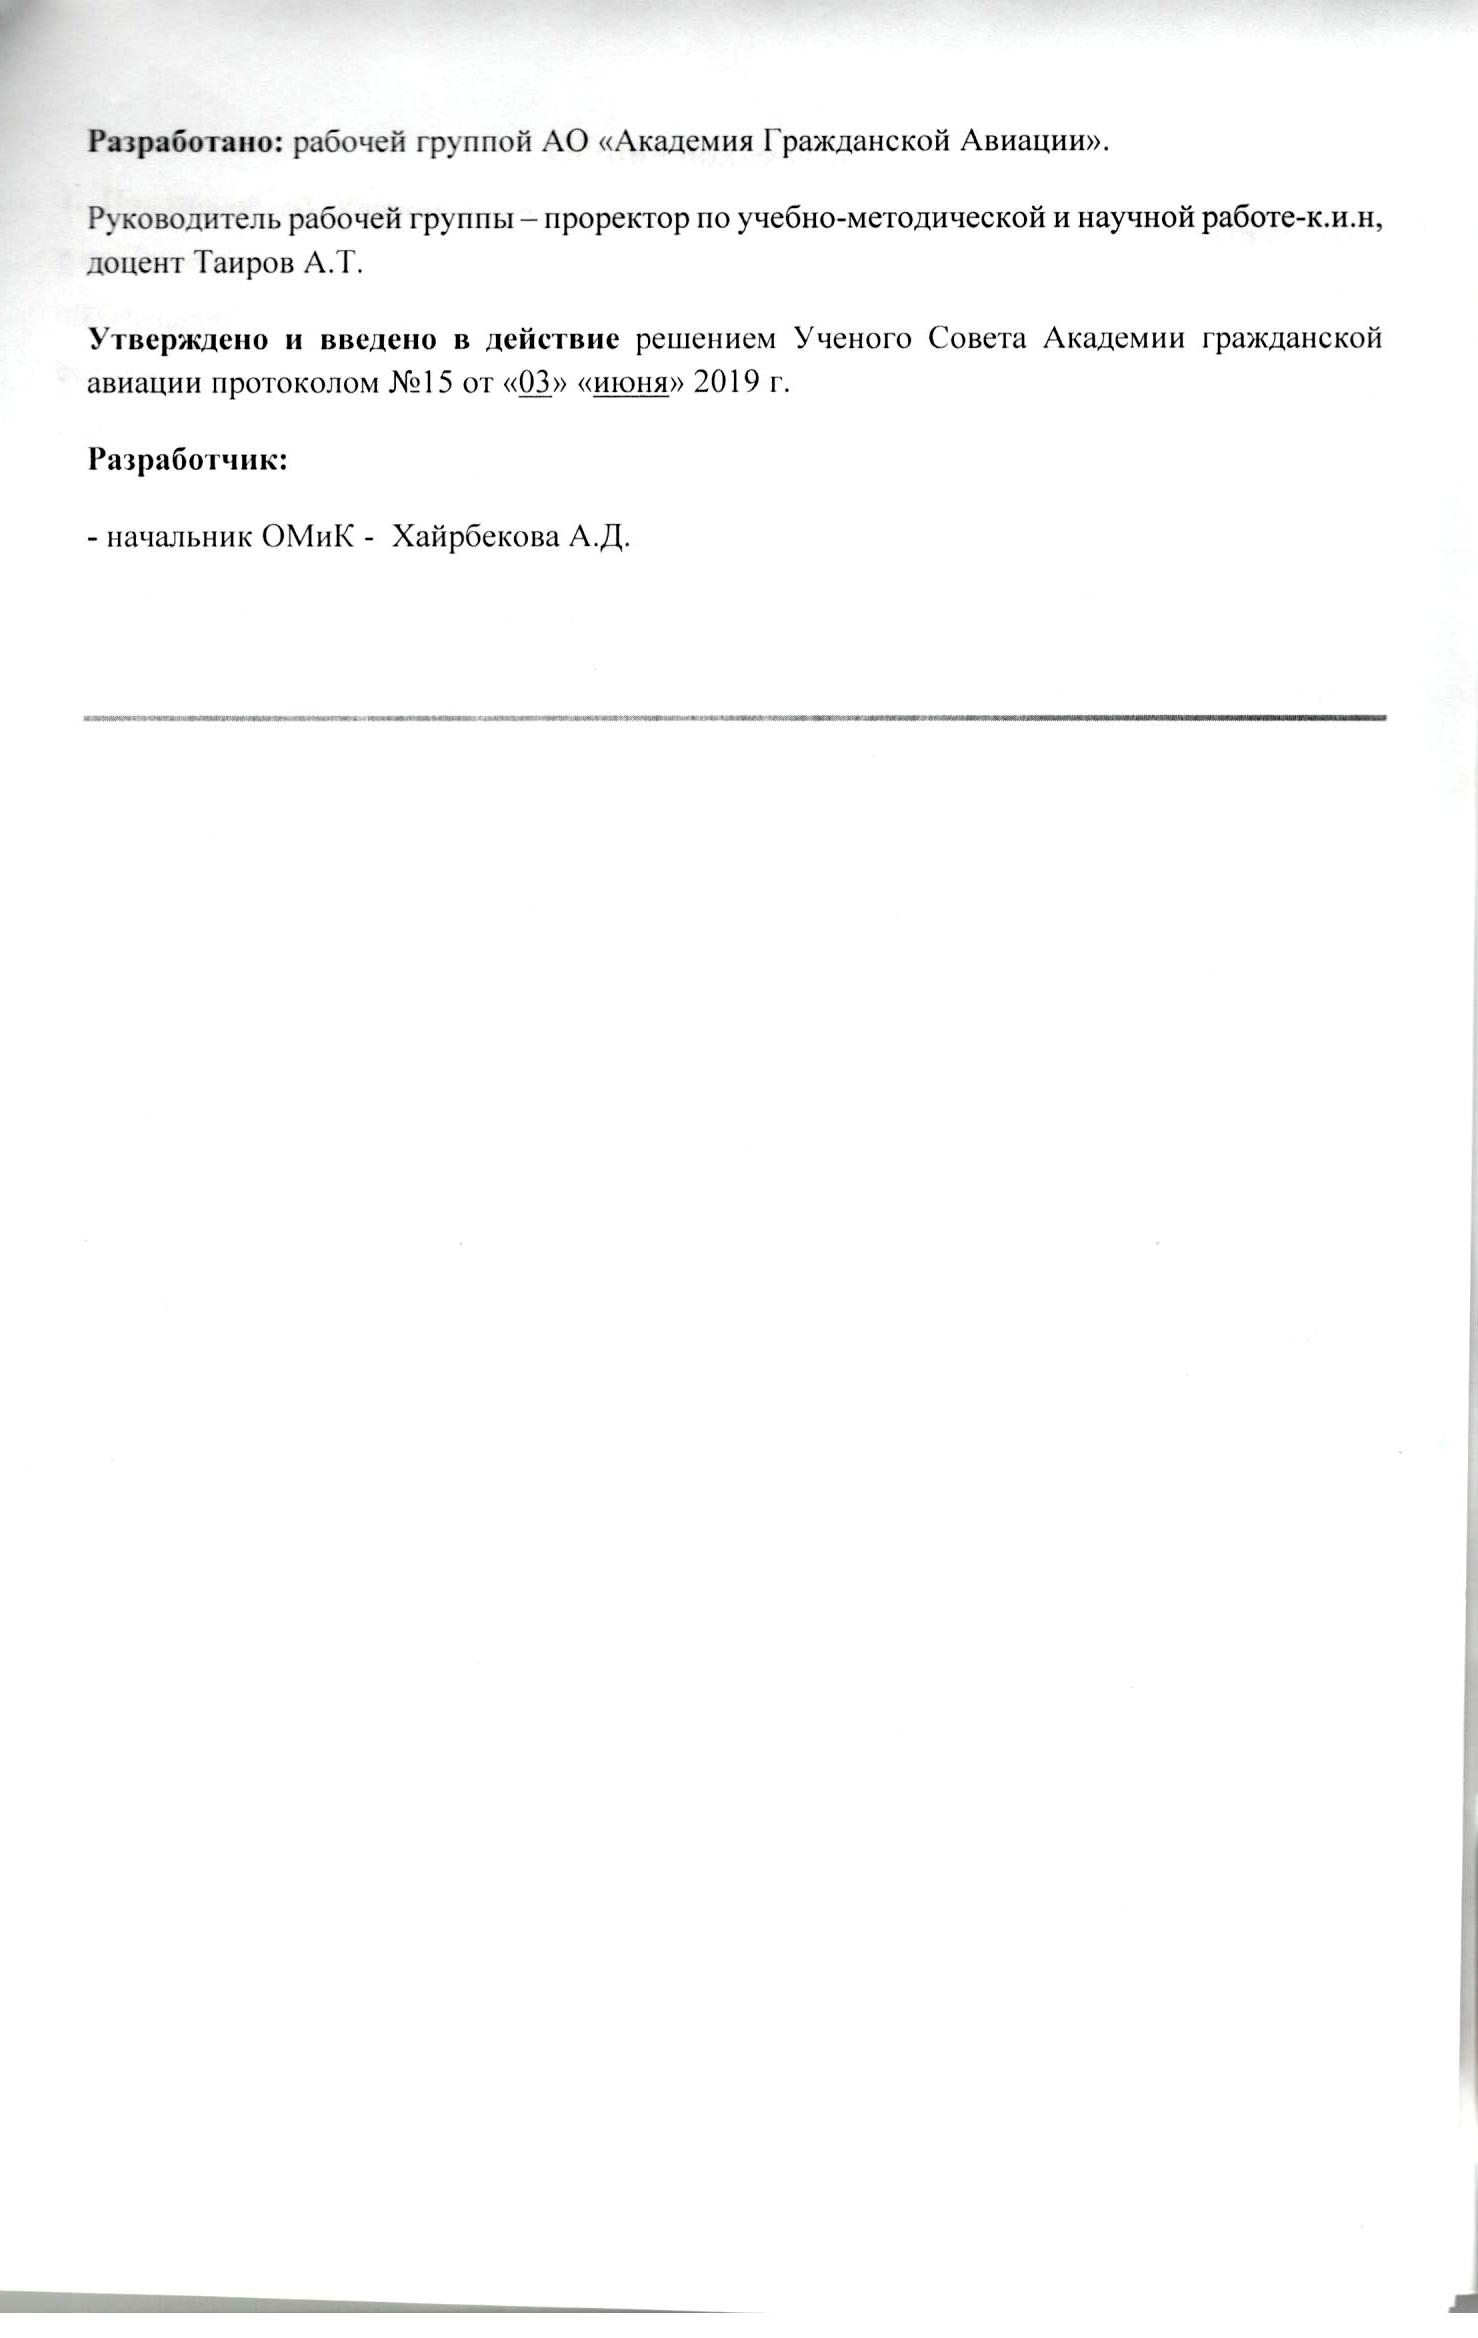 Разработано: рабочей группой АО «Академия Гражданской Авиации».
Руководитель рабочей группы – проректор по учебно-методической и научной работе-к.и.н,
доцент Таиров А.Т.
Утверждено и введено в действие решением Ученого Совета Академии гражданской
авиации протоколом №15 от «03» «июня» 2019 г.
Разработчик:
- начальник ОМиК - Хайрбекова А.Д.